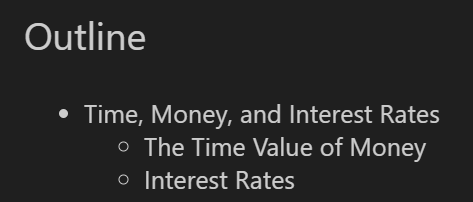 Outline
• Time, Money, and Interest Rates
○ The Time Value of Money
○ Interest Rates